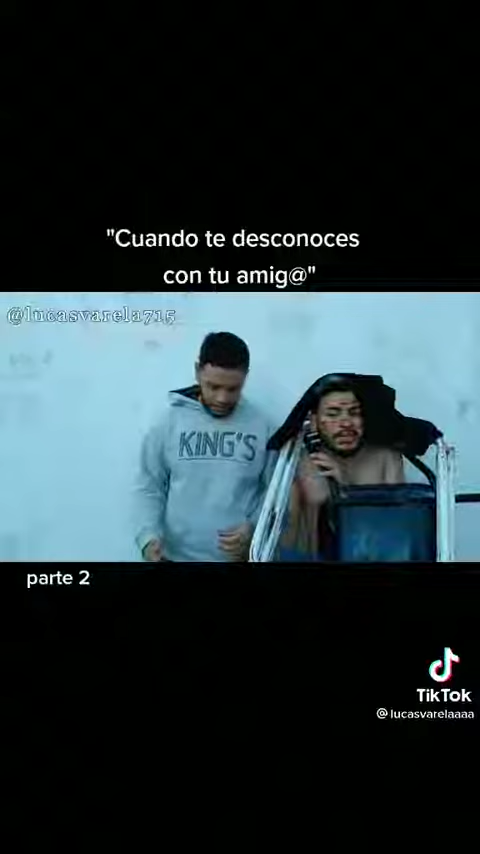 "Cuando te desconoces
con tu amig@"
@lucasvarela715
KING'S
parte 2
TikTok
@lucasvarelaaaa